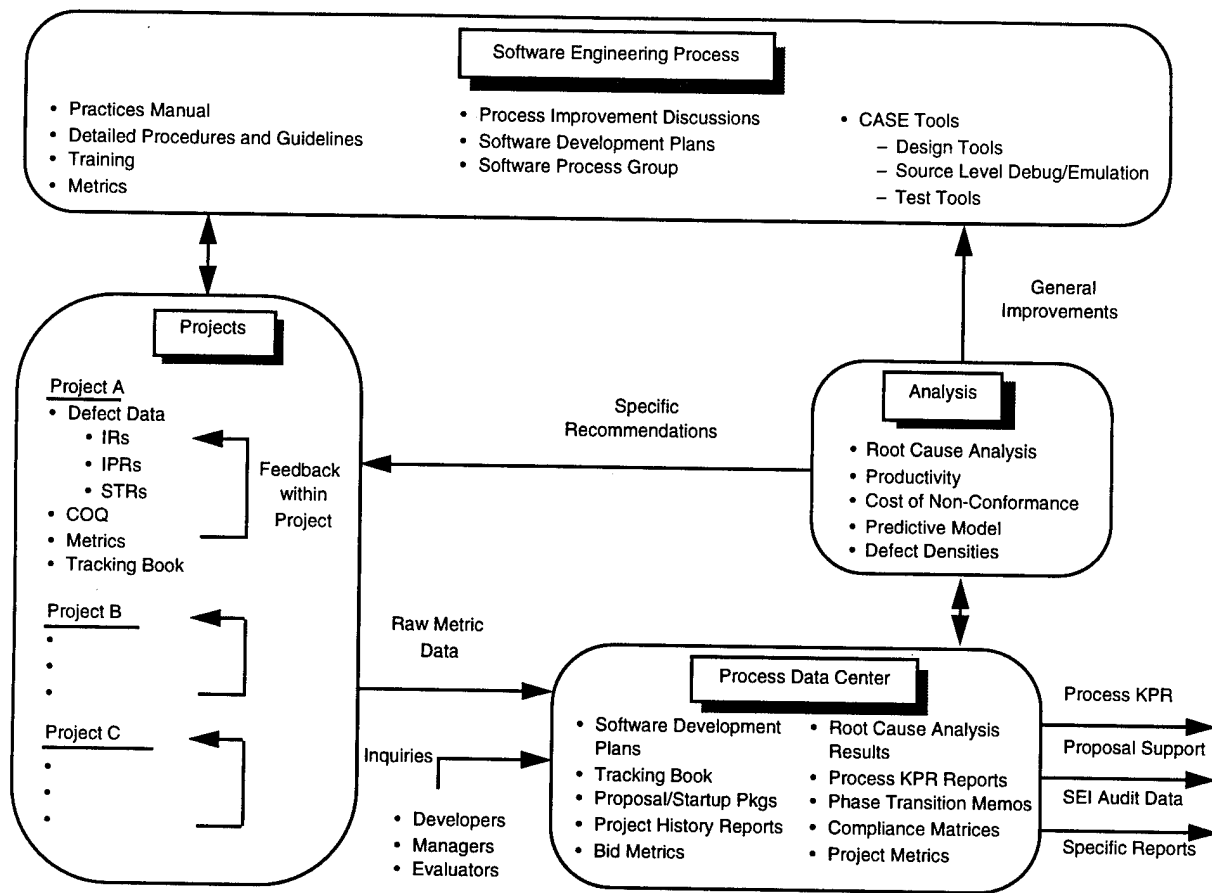 Software Engineering Process
• Practices Manual
• Detailed Procedures and Guidelines
• Training
• Metrics
• Process Improvement Discussions
• Software Development Plans
• Software Process Group
• CASE Tools
– Design Tools
– Source Level Debug/Emulation
– Test Tools
General
Improvements
Projects
Project A
• Defect Data
• IRs
• IPRs
• STRs
• COQ
• Metrics
• Tracking Book
Feedback
within
Project
Project B
•
•
•
Project C
•
•
•
Specific
Recommendations
Analysis
• Root Cause Analysis
• Productivity
• Cost of Non-Conformance
• Predictive Model
• Defect Densities
Raw Metric
Data
Inquiries
• Developers
• Managers
• Evaluators
Process Data Center
• Software Development
Plans
• Tracking Book
• Proposal/Startup Pkgs
• Project History Reports
• Bid Metrics
• Root Cause Analysis
Results
• Process KPR Reports
• Phase Transition Memos
• Compliance Matrices
• Project Metrics
Process KPR
Proposal Support
SEI Audit Data
Specific Reports